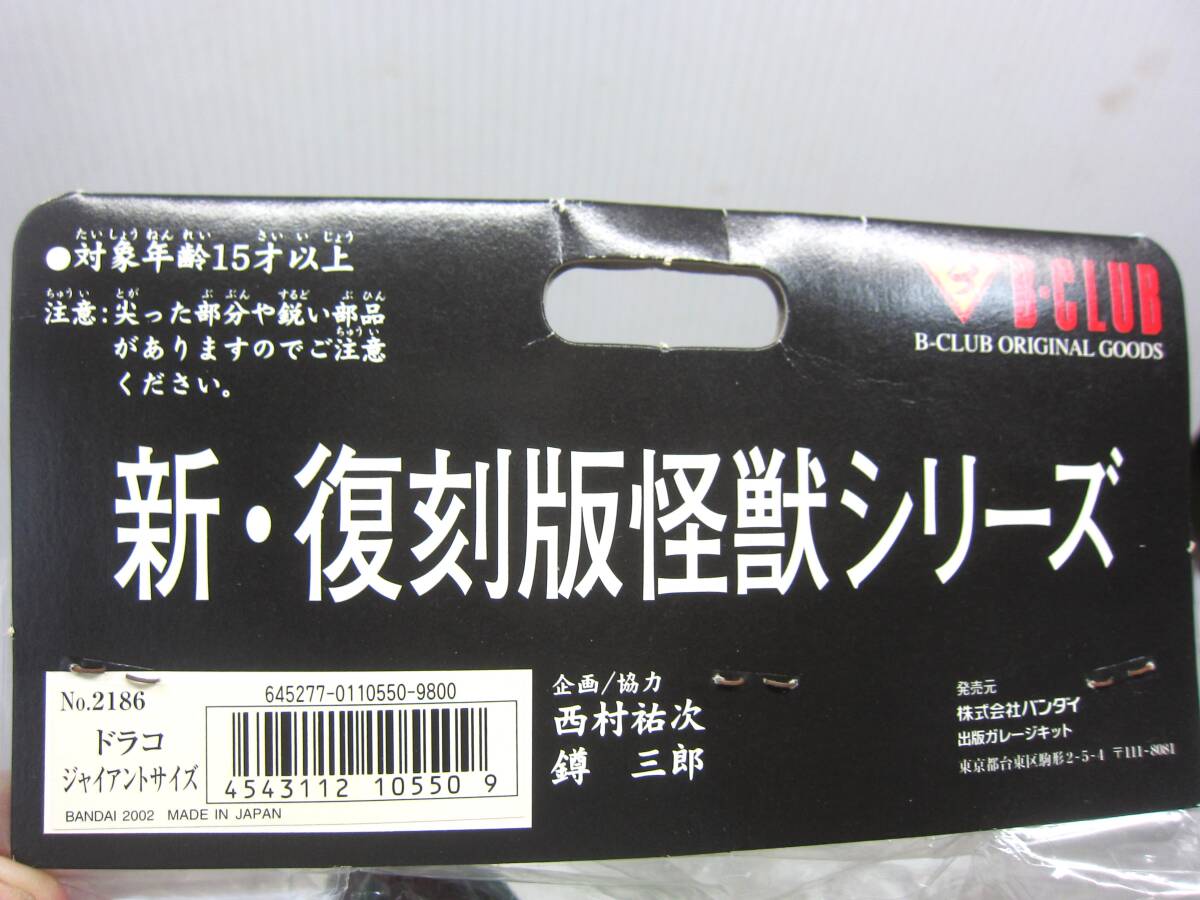 ●対象年齢15才以上
たいしょうねんれい さいいじょう
注意:尖った部分や鋭い部品
ちゅうい とが ぶぶん するど ぶひん
がありますのでご注意
ちゅうい
ください。
B・CLUB
B-CLUB ORIGINAL GOODS
新・復刻版怪獣シリーズ
No.2186
ドラコ
ジャイアントサイズ
645277-0110550-9800
4543112 10550 9
BANDAI 2002 MADE IN JAPAN
企画/協力
西村祐次
鐏 三郎
発売元
株式会社バンダイ
出版ガレージキット
東京都台東区駒形2-5-4 〒111-8081